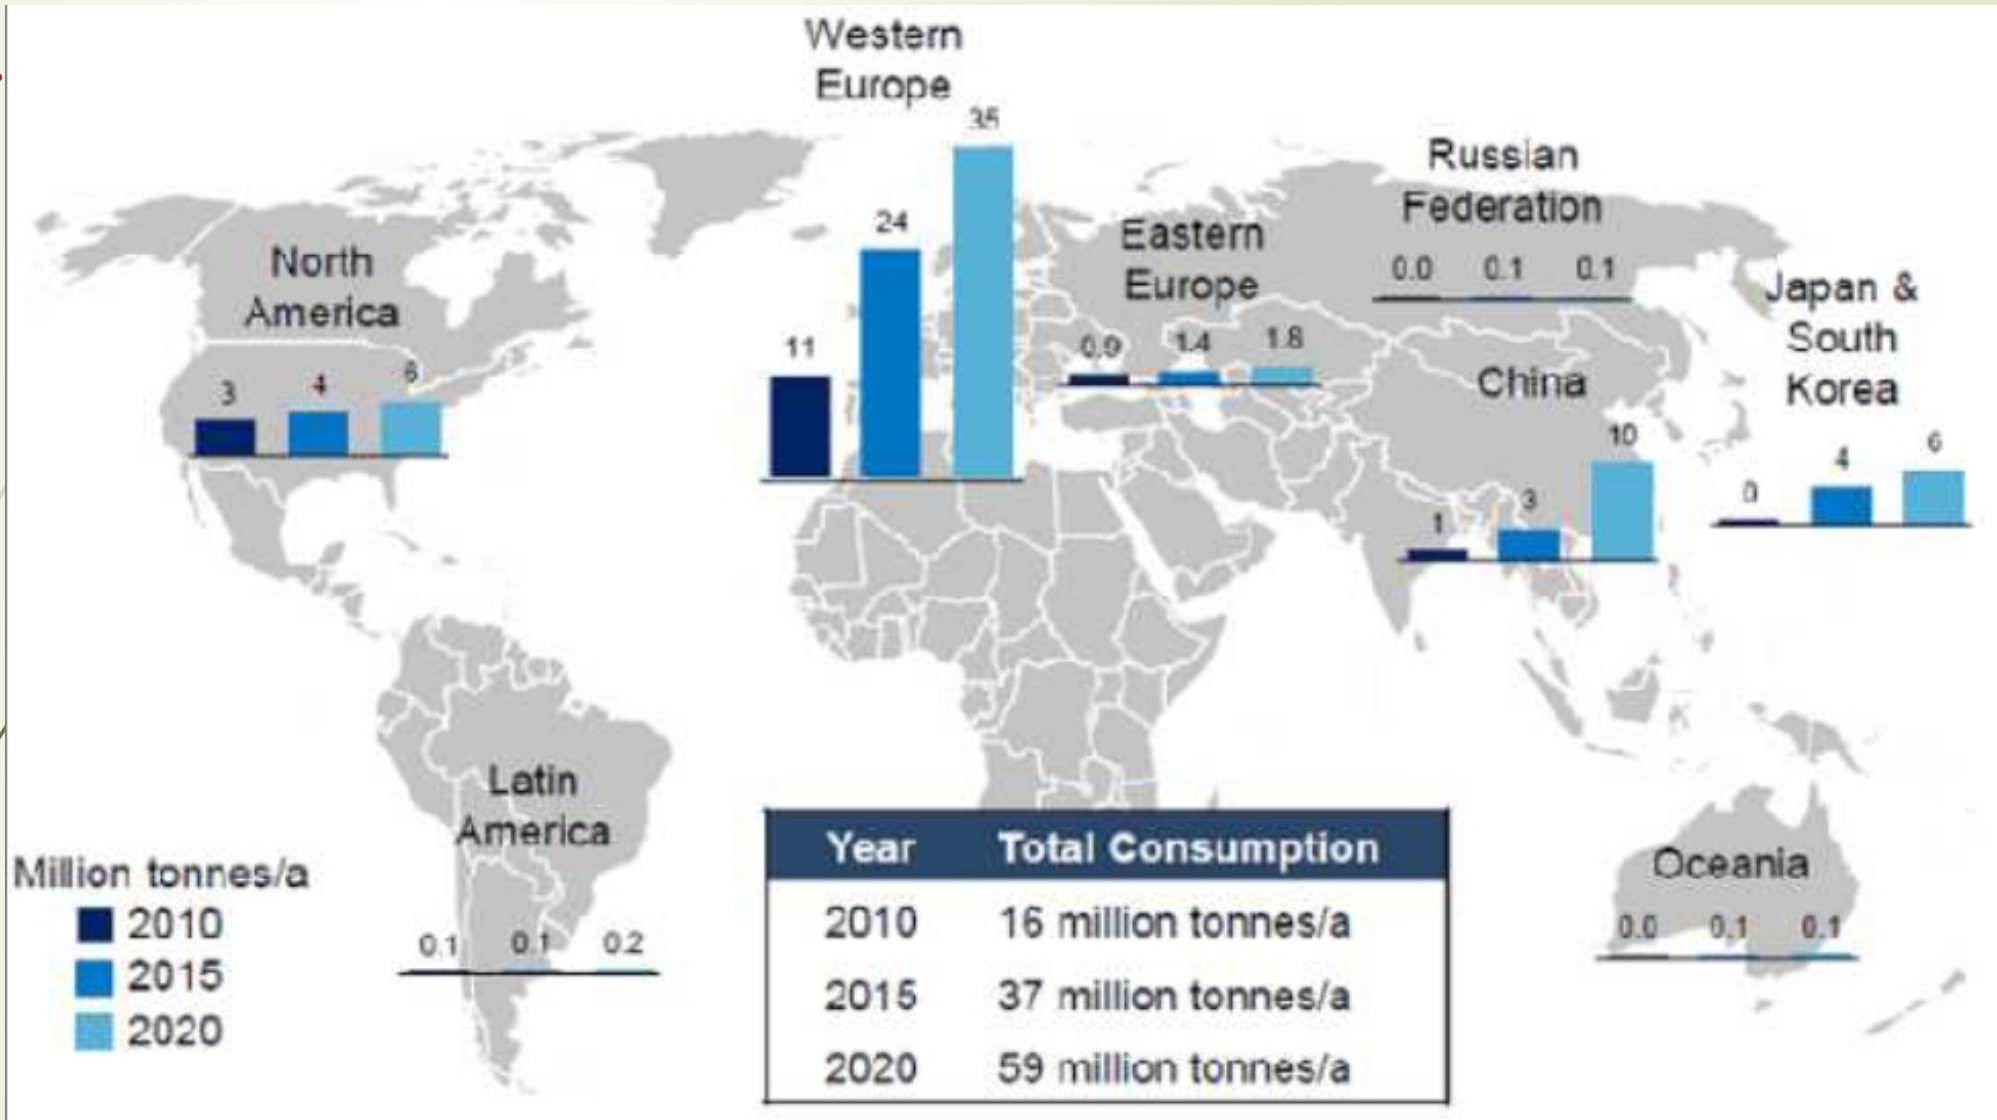 Western
Europe
11
24
35
North
America
3
4
6
Eastern
Europe
0.9
1.4
1.8
Russian
Federation
0.0
0.1
0.1
Japan &
South
Korea
0
4
6
China
1
3
10
Latin
America
0.1
0.1
0.2
Oceania
0.0
0.1
0.1
Million tonnes/a
2010
2015
2020
Year Total Consumption
2010 16 million tonnes/a
2015 37 million tonnes/a
2020 59 million tonnes/a